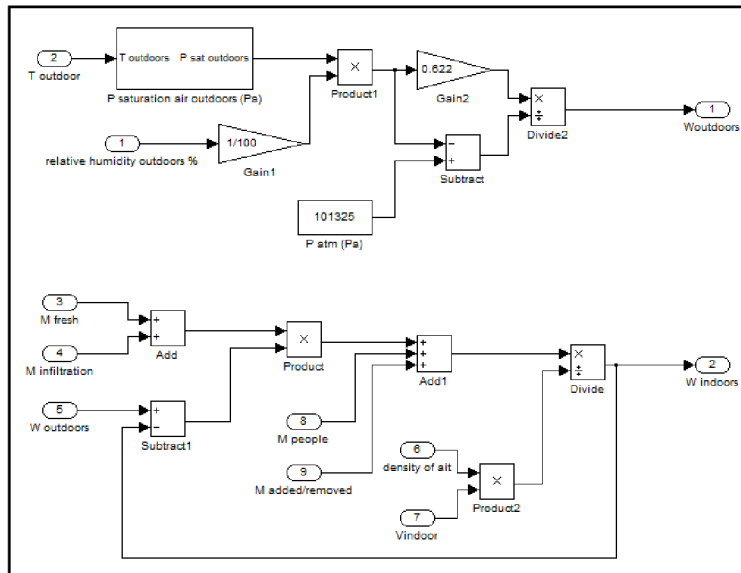 2
T outdoor
T outdoors P sat outdoors
P saturation air outdoors (Pa)
×
Product1
0.622
Gain2
×
÷
Divide2
1
Woutdoors
1
relative humidity outdoors %
1/100
Gain1
−
+
Subtract
101325
P atm (Pa)
3
M fresh
4
M infiltration
+
+
Add
×
Product
+
+
+
Add1
×
÷
Divide
2
W indoors
5
W outdoors
+
−
Subtract1
8
M people
9
M added/removed
6
density of ait
7
Vindoor
×
Product2